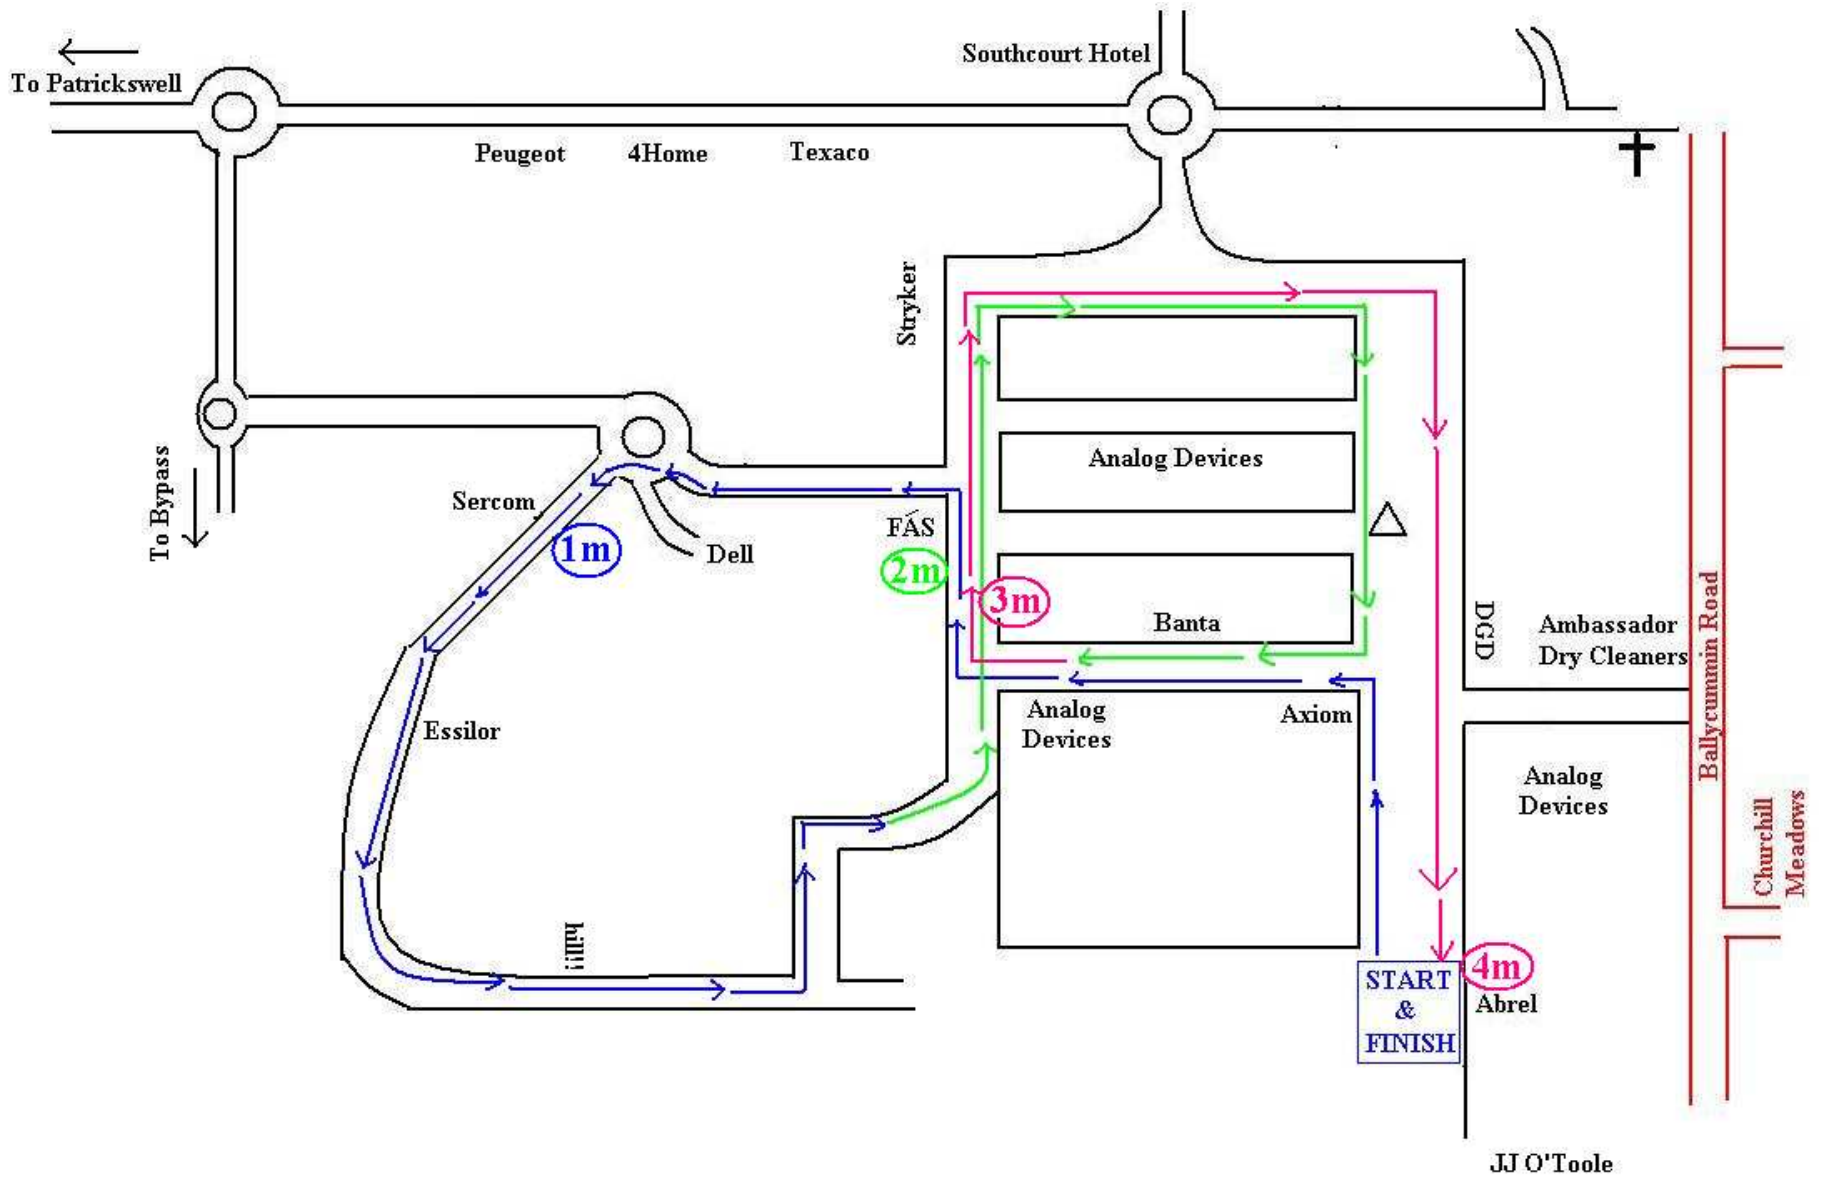 Southcourt Hotel
To Patrickswell
Peugeot
4Home
Texaco
Stryker
Analog Devices
To Bypass
Sercom
FÁS
Dell
1m
2m
3m
Banta
DGD
Ambassador
Dry Cleaners
Ballycummin Road
Essilor
Analog
Devices
Axiom
Analog
Devices
Churchill
Meadows
hill!!!
START
&
FINISH
4m
Abrel
JJ O'Toole